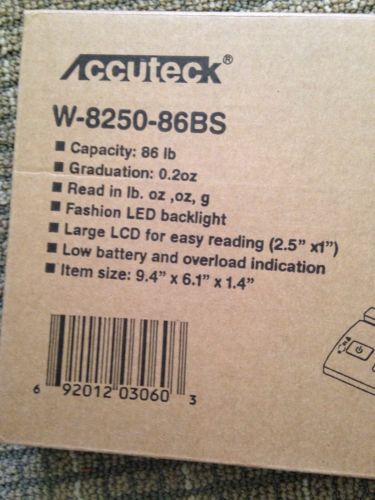 Accuteck®
W-8250-86BS
■ Capacity: 86 lb
■ Graduation: 0.2oz
■ Read in lb. oz ,oz, g
■ Fashion LED backlight
■ Large LCD for easy reading (2.5” x1”)
■ Low battery and overload indication
■ Item size: 9.4” x 6.1” x 1.4”
6 92012 03060 3